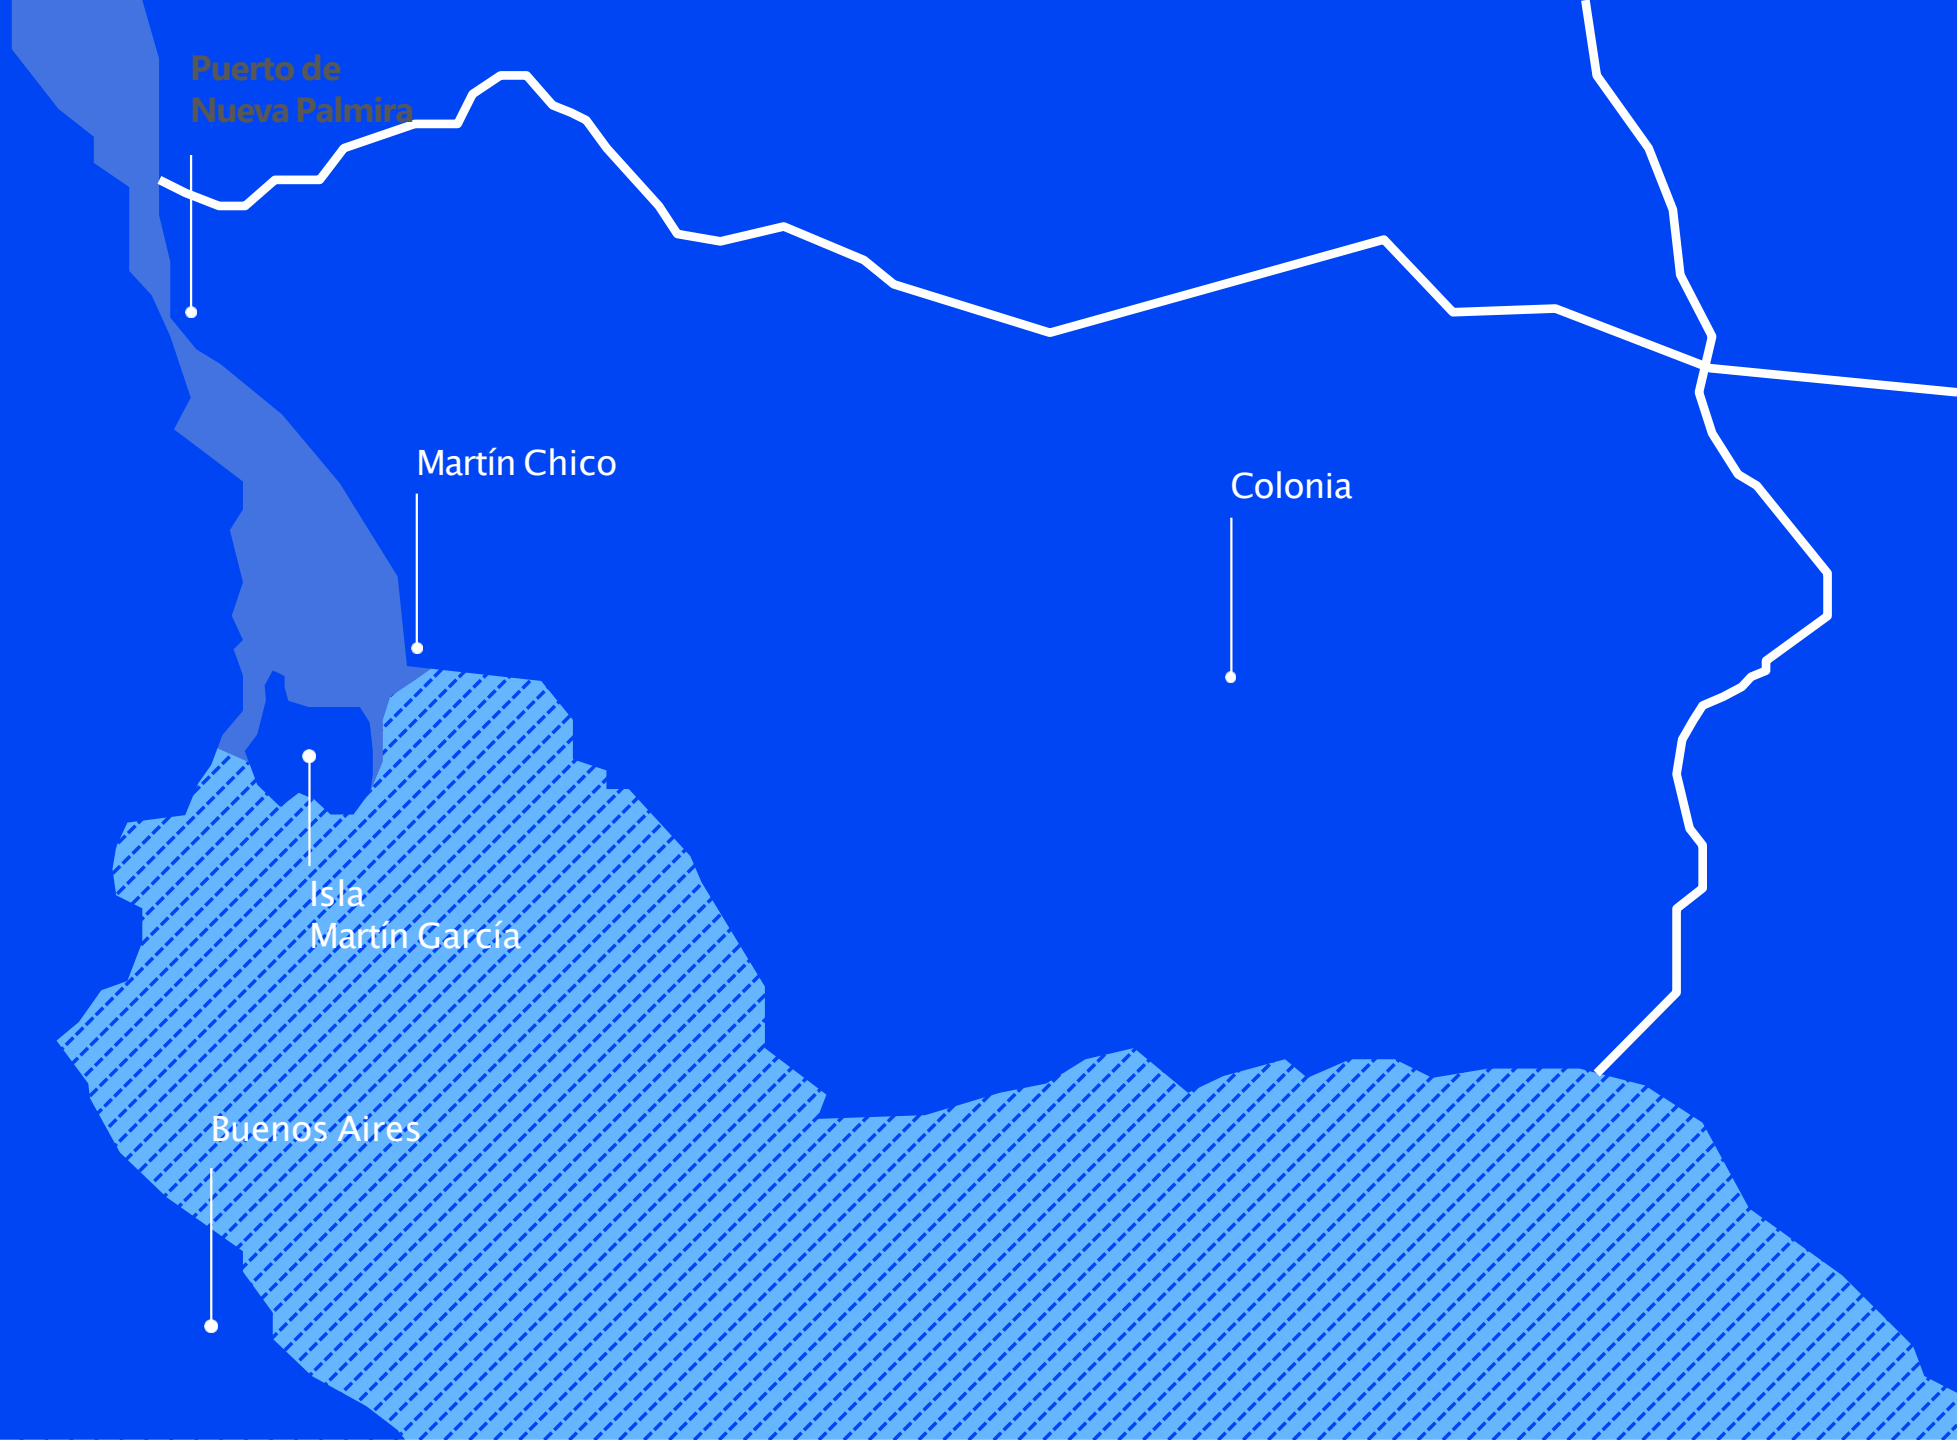 Puerto de
Nueva Palmira
Martín Chico
Colonia
Isla
Martín García
Buenos Aires